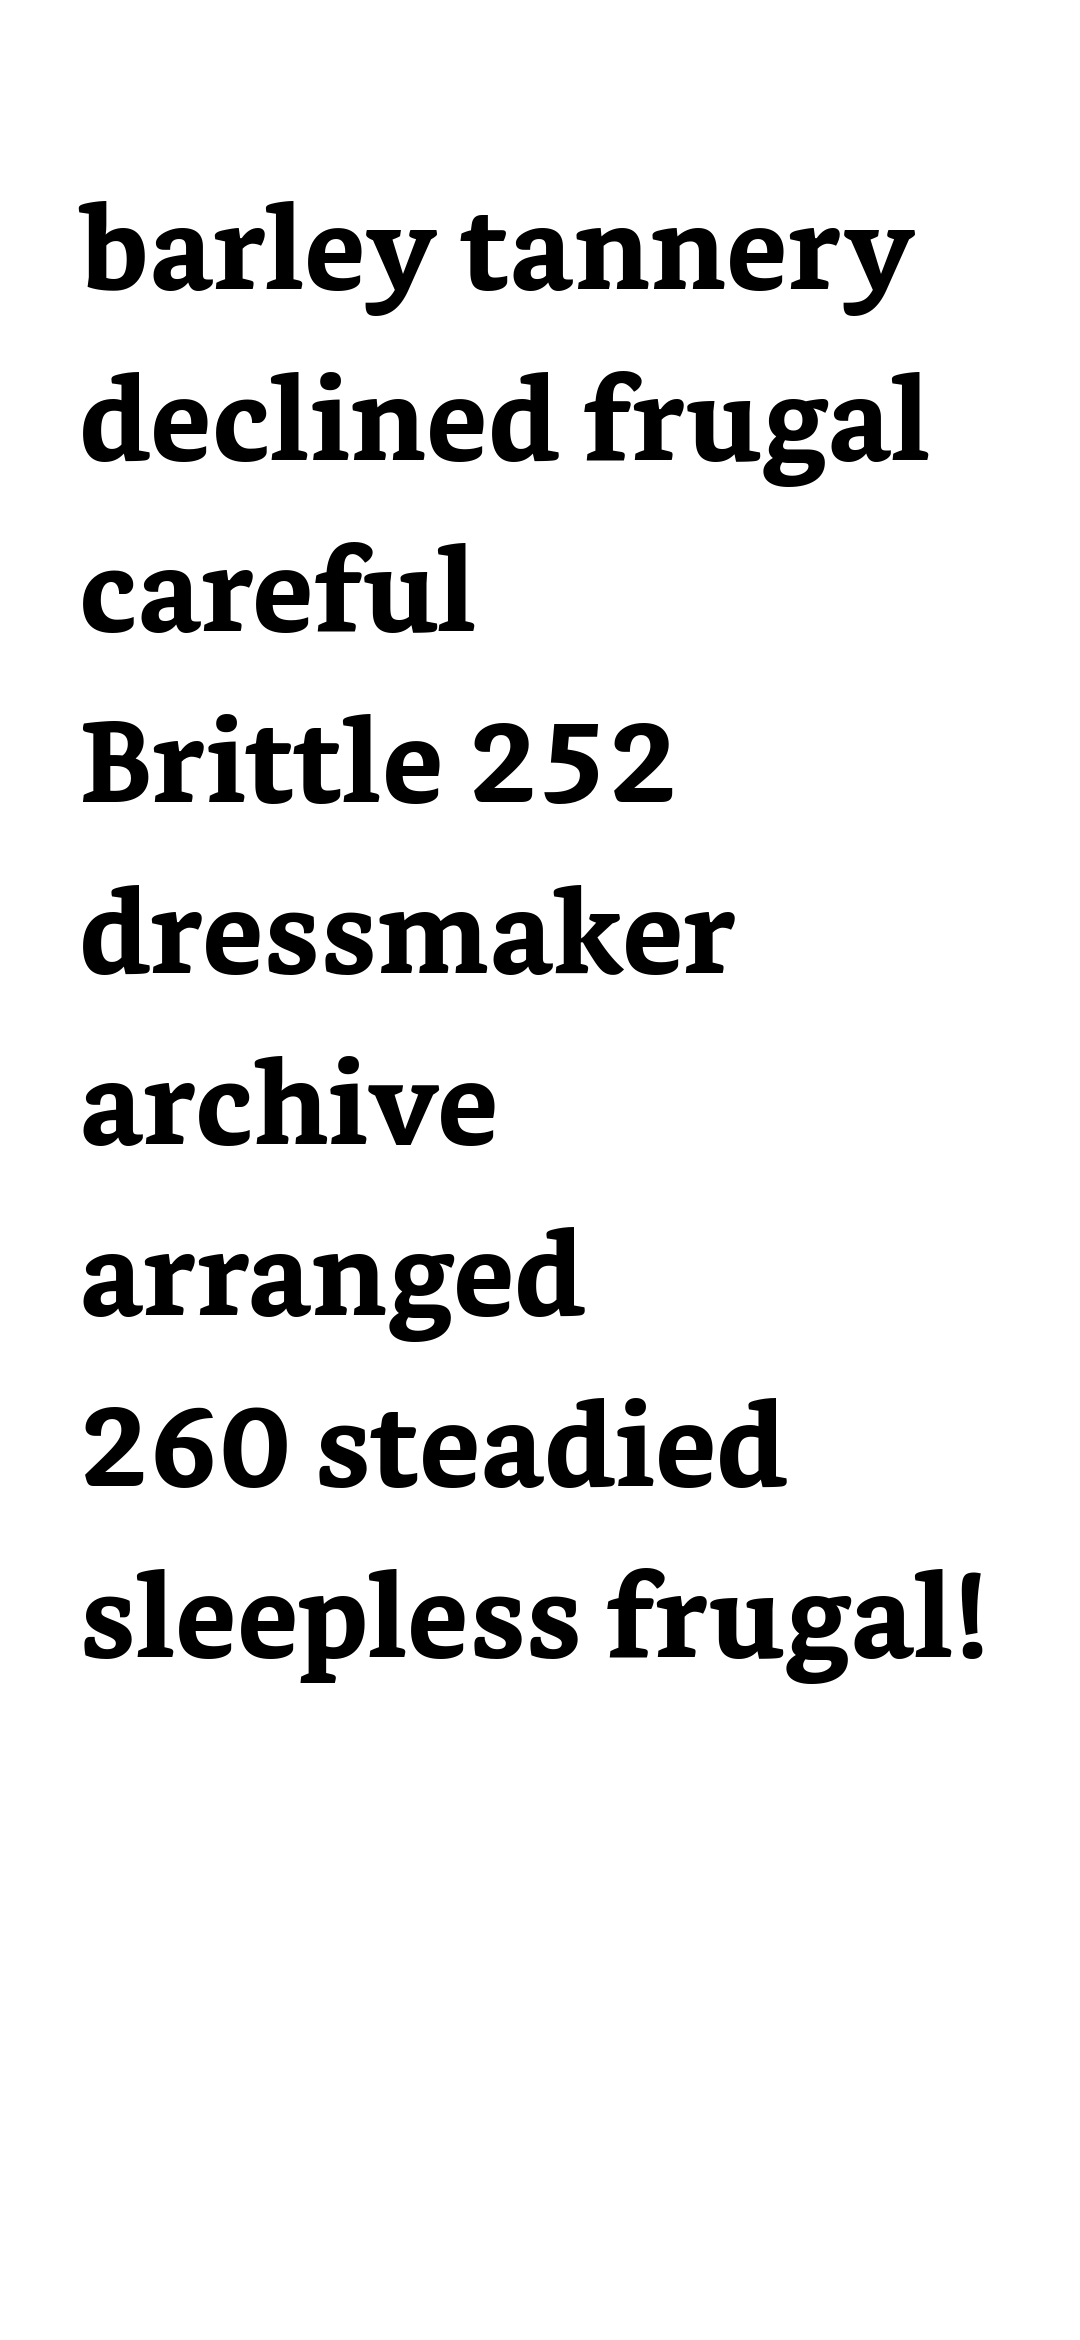 barley tannery
declined frugal
careful
Brittle 252
dressmaker
archive
arranged
260 steadied
sleepless frugal!